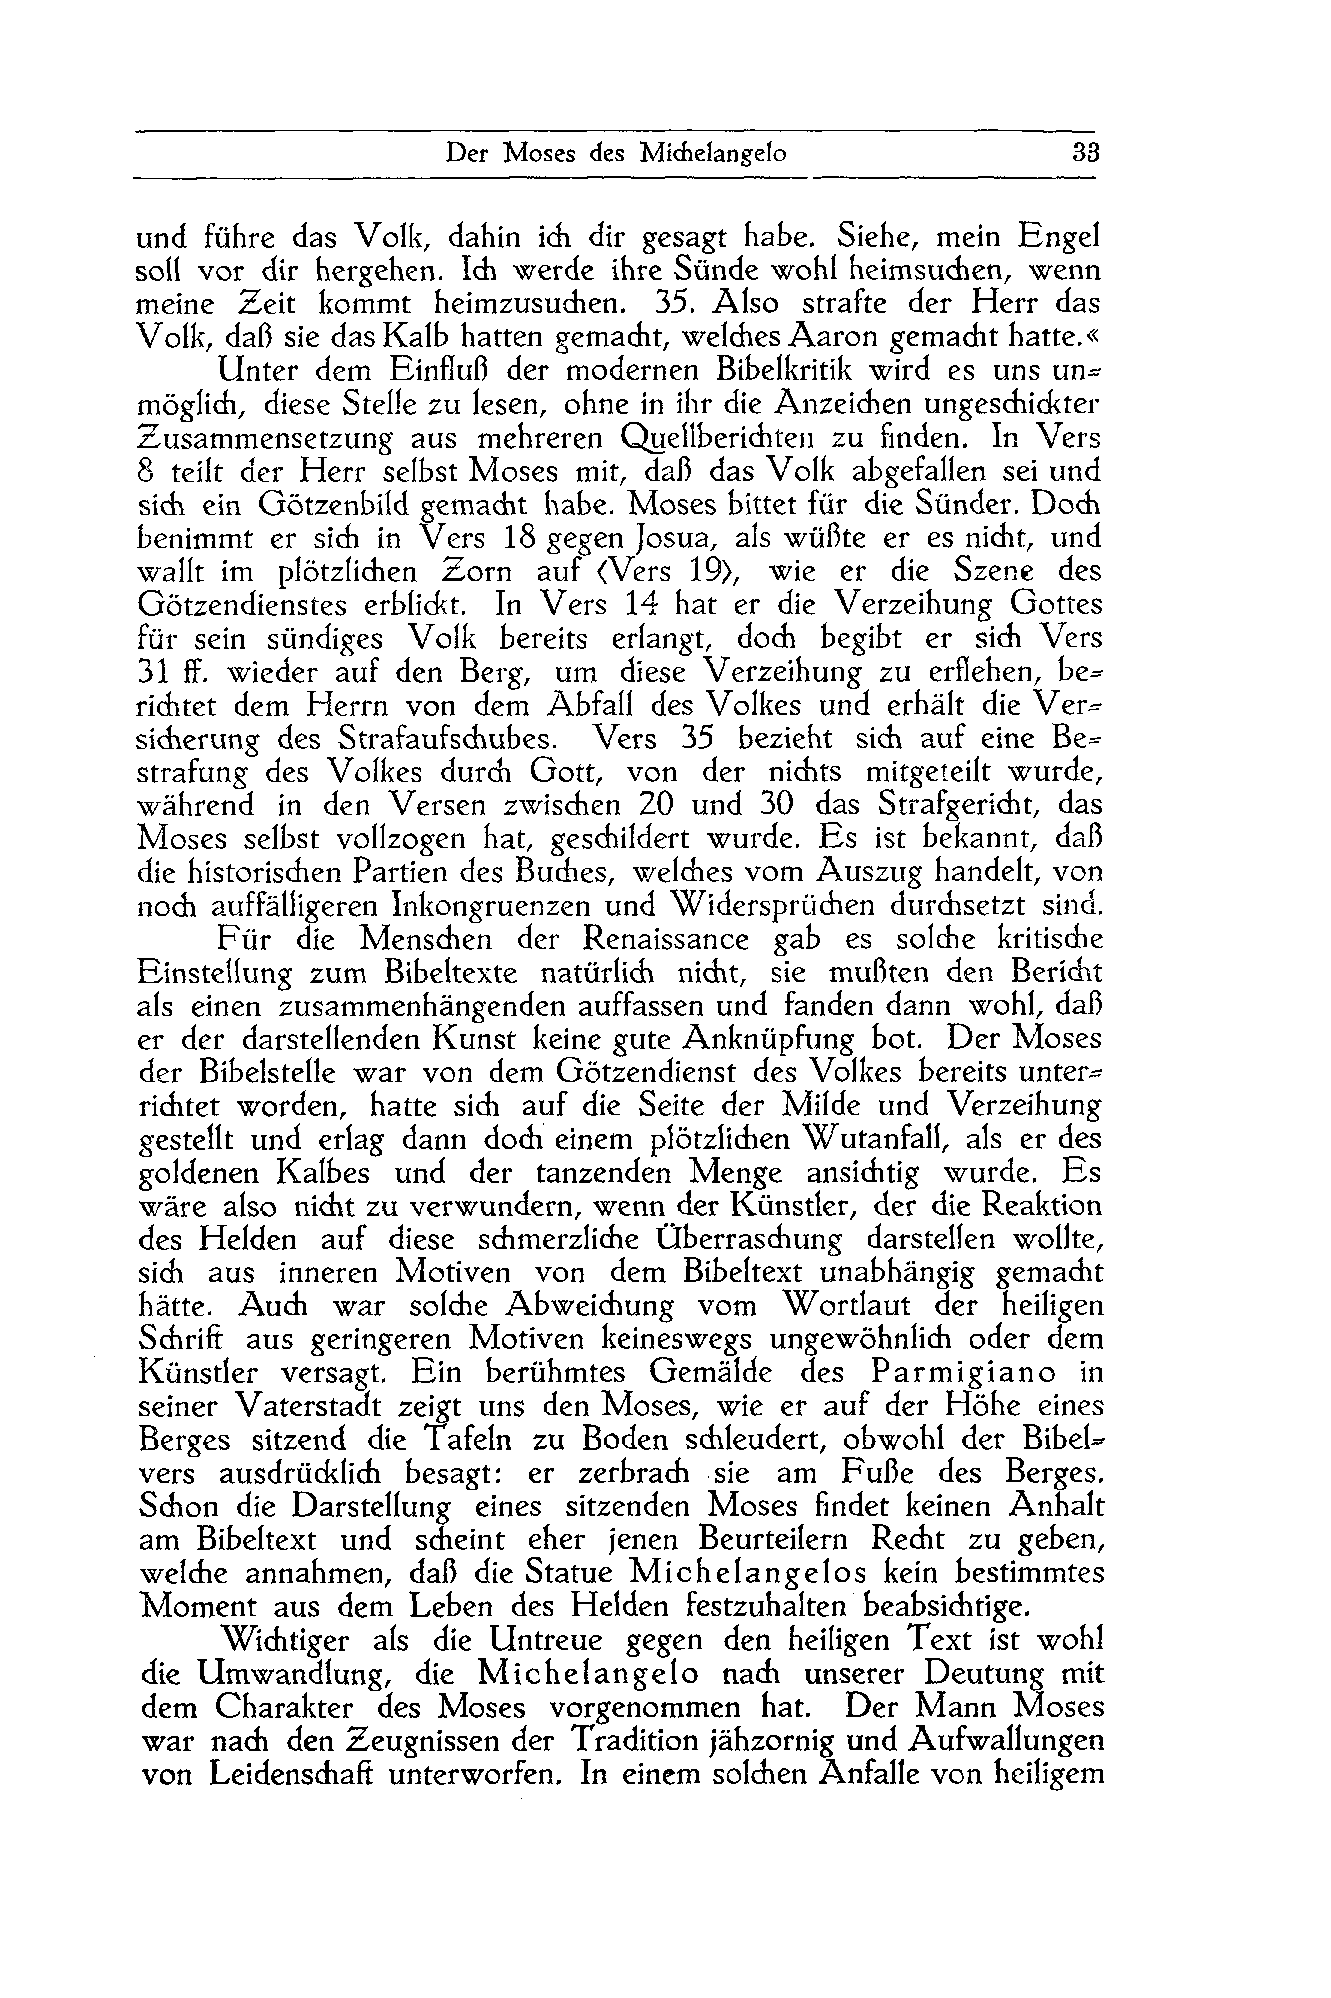 Der Moses des Michelangelo 33
und führe das Volk, dahin ich dir gesagt habe. Siehe, mein Engel
soll vor dir hergehen. Ich werde ihre Sünde wohl heimsuchen, wenn
meine Zeit kommt heimzusuchen. 35. Also strafte der Herr das
Volk, daß sie das Kalb hatten gemacht, welches Aaron gemacht hatte.«
Unter dem Einfluß der modernen Bibelkritik wird es uns un-
möglich, diese Stelle zu lesen, ohne in ihr die Anzeichen ungeschickter
Zusammensetzung aus mehreren Quellberichten zu finden. In Vers
8 teilt der Herr selbst Moses mit, daß das Volk abgefallen sei und
sich ein Götzenbild gemacht habe. Moses bittet für die Sünder. Doch
benimmt er sich in Vers 18 gegen Josua, als wüßte er es nicht, und
wallt im plötzlichen Zorn auf (Vers 19), wie er die Szene des
Götzendienstes erblickt. In Vers 14 hat er die Verzeihung Gottes
für sein sündiges Volk bereits erlangt, doch begibt er sich Vers
31 ff. wieder auf den Berg, um diese Verzeihung zu erflehen, be-
richtet dem Herrn von dem Abfall des Volkes und erhält die Ver-
sicherung des Strafaufschubes. Vers 35 bezieht sich auf eine Be-
strafung des Volkes durch Gott, von der nichts mitgeteilt wurde,
während in den Versen zwischen 20 und 30 das Strafgericht, das
Moses selbst vollzogen hat, geschildert wurde. Es ist bekannt, daß
die historischen Partien des Buches, welches vom Auszug handelt, von
noch auffälligeren Inkongruenzen und Widersprüchen durchsetzt sind.
Für die Menschen der Renaissance gab es solche kritische
Einstellung zum Bibeltexte natürlich nicht, sie mußten den Bericht
als einen zusammenhängenden auffassen und fanden dann wohl, daß
er der darstellenden Kunst keine gute Anknüpfung bot. Der Moses
der Bibelstelle war von dem Götzendienst des Volkes bereits unter-
richtet worden, hatte sich auf die Seite der Milde und Verzeihung
gestellt und erlag dann doch einem plötzlichen Wutanfall, als er des
goldenen Kalbes und der tanzenden Menge ansichtig wurde. Es
wäre also nicht zu verwundern, wenn der Künstler, der die Reaktion
des Helden auf diese schmerzliche Überraschung darstellen wollte,
sich aus inneren Motiven von dem Bibeltext unabhängig gemacht
hätte. Auch war solche Abweichung vom Wortlaut der heiligen
Schrift aus geringeren Motiven keineswegs ungewöhnlich oder dem
Künstler versagt. Ein berühmtes Gemälde des Parmigiano in
seiner Vaterstadt zeigt uns den Moses, wie er auf der Höhe eines
Berges sitzend die Tafeln zu Boden schleudert, obwohl der Bibel-
vers ausdrücklich besagt: er zerbrach sie am Fuße des Berges.
Schon die Darstellung eines sitzenden Moses findet keinen Anhalt
am Bibeltext und scheint eher jenen Beurteilern Recht zu geben,
welche annahmen, daß die Statue Michelangelos kein bestimmtes
Moment aus dem Leben des Helden festzuhalten beabsichtige.
Wichtiger als die Untreue gegen den heiligen Text ist wohl
die Umwandlung, die Michelangelo nach unserer Deutung mit
dem Charakter des Moses vorgenommen hat. Der Mann Moses
war nach den Zeugnissen der Tradition jähzornig und Aufwallungen
von Leidenschaft unterworfen. In einem solchen Anfalle von heiligem